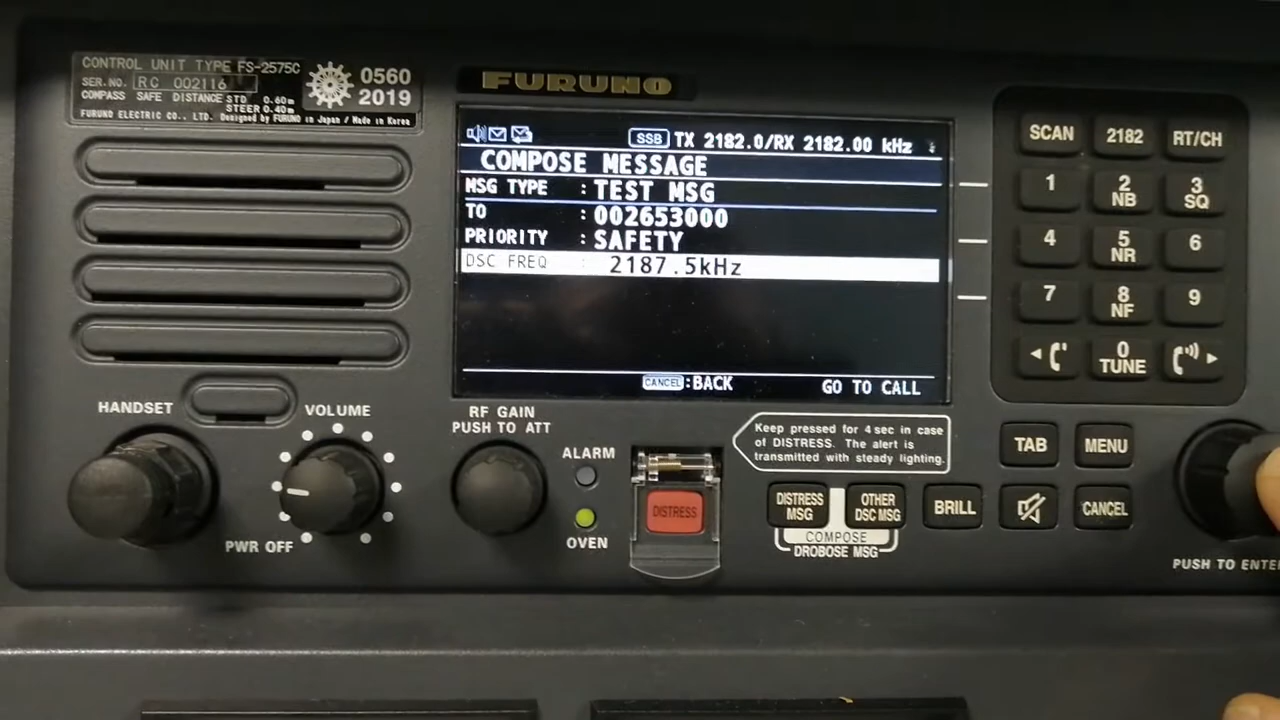 CONTROL UNIT TYPE FS-2575C
SER.NO. RC 002116
COMPASS SAFE DISTANCE STD 0.60m
STEER 0.40m
FURUNO ELECTRIC CO., LTD. Designed by FURUNO in Japan / Made in Korea
0560
2019
FURUNO
SSB TX 2182.0/RX 2182.00 kHz
COMPOSE MESSAGE
MSG TYPE : TEST MSG
TO : 002653000
PRIORITY : SAFETY
DSC FREQ : 2187.5kHz
CANCEL :BACK GO TO CALL
SCAN 2182 RT/CH
1 2 NB 3 SQ
4 5 NR 6
7 8 NF 9
0 TUNE
HANDSET
VOLUME
PWR OFF
RF GAIN
PUSH TO ATT
ALARM
OVEN
DISTRESS
Keep pressed for 4 sec in case
of DISTRESS. The alert is
transmitted with steady lighting.
DISTRESS MSG
OTHER DSC MSG
COMPOSE
DROBOSE MSG
BRILL
TAB
MENU
CANCEL
PUSH TO ENTE